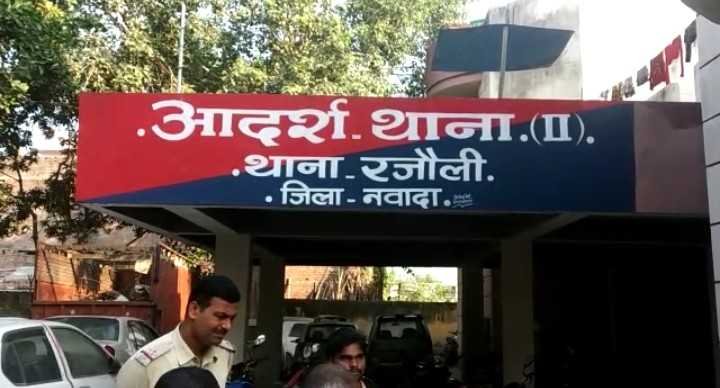 .आदर्श. थाना.(II).
.थाना-रजौली.
. जिला - नवादा.